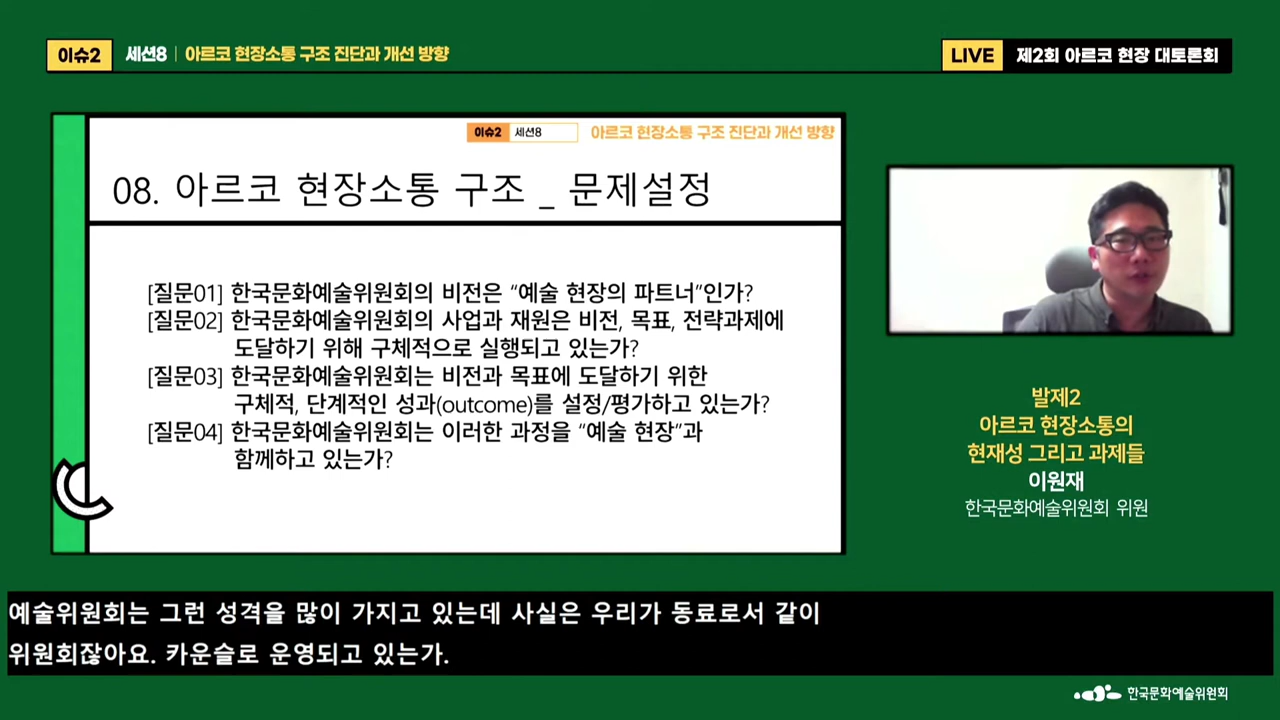 이슈2 세션8 | 아르코 현장소통 구조 진단과 개선 방향
LIVE 제2회 아르코 현장 대토론회
이슈2 세션8 아르코 현장소통 구조 진단과 개선 방향
08. 아르코 현장소통 구조 _ 문제설정
[질문01] 한국문화예술위원회의 비전은 “예술 현장의 파트너“인가?
[질문02] 한국문화예술위원회의 사업과 재원은 비전, 목표, 전략과제에
도달하기 위해 구체적으로 실행되고 있는가?
[질문03] 한국문화예술위원회는 비전과 목표에 도달하기 위한
구체적, 단계적인 성과(outcome)를 설정/평가하고 있는가?
[질문04] 한국문화예술위원회는 이러한 과정을 “예술 현장”과
함께하고 있는가?
발제2
아르코 현장소통의
현재성 그리고 과제들
이원재
한국문화예술위원회 위원
예술위원회는 그런 성격을 많이 가지고 있는데 사실은 우리가 동료로서 같이
위원회잖아요. 카운슬로 운영되고 있는가.
한국문화예술위원회